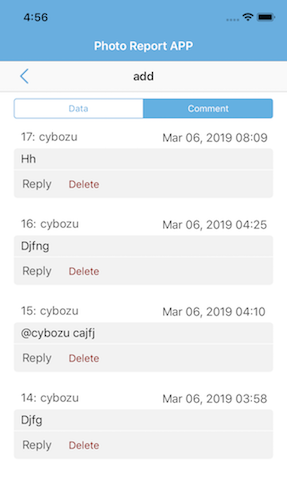 4:56
Photo Report APP
add
Data Comment
17: cybozu Mar 06, 2019 08:09
Hh
Reply Delete
16: cybozu Mar 06, 2019 04:25
Djfng
Reply Delete
15: cybozu Mar 06, 2019 04:10
@cybozu cajfj
Reply Delete
14: cybozu Mar 06, 2019 03:58
Djfg
Reply Delete